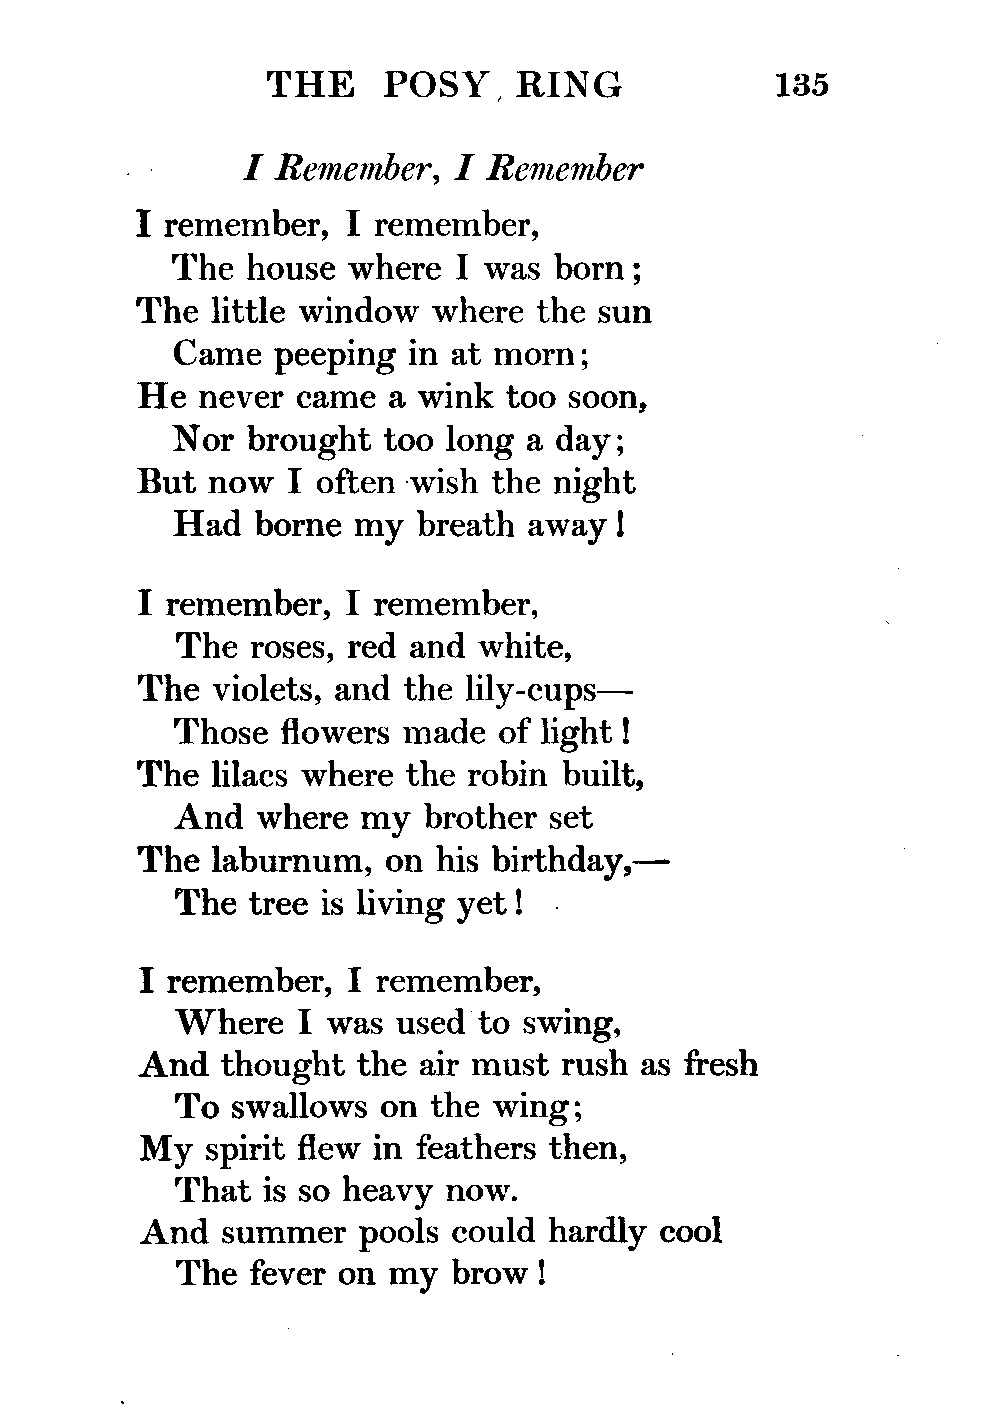 THE POSY RING 135
I Remember, I Remember
I remember, I remember,
The house where I was born;
The little window where the sun
Came peeping in at morn;
He never came a wink too soon,
Nor brought too long a day;
But now I often wish the night
Had borne my breath away!
I remember, I remember,
The roses, red and white,
The violets, and the lily-cups—
Those flowers made of light!
The lilacs where the robin built,
And where my brother set
The laburnum, on his birthday,—
The tree is living yet!
I remember, I remember,
Where I was used to swing,
And thought the air must rush as fresh
To swallows on the wing;
My spirit flew in feathers then,
That is so heavy now.
And summer pools could hardly cool
The fever on my brow!